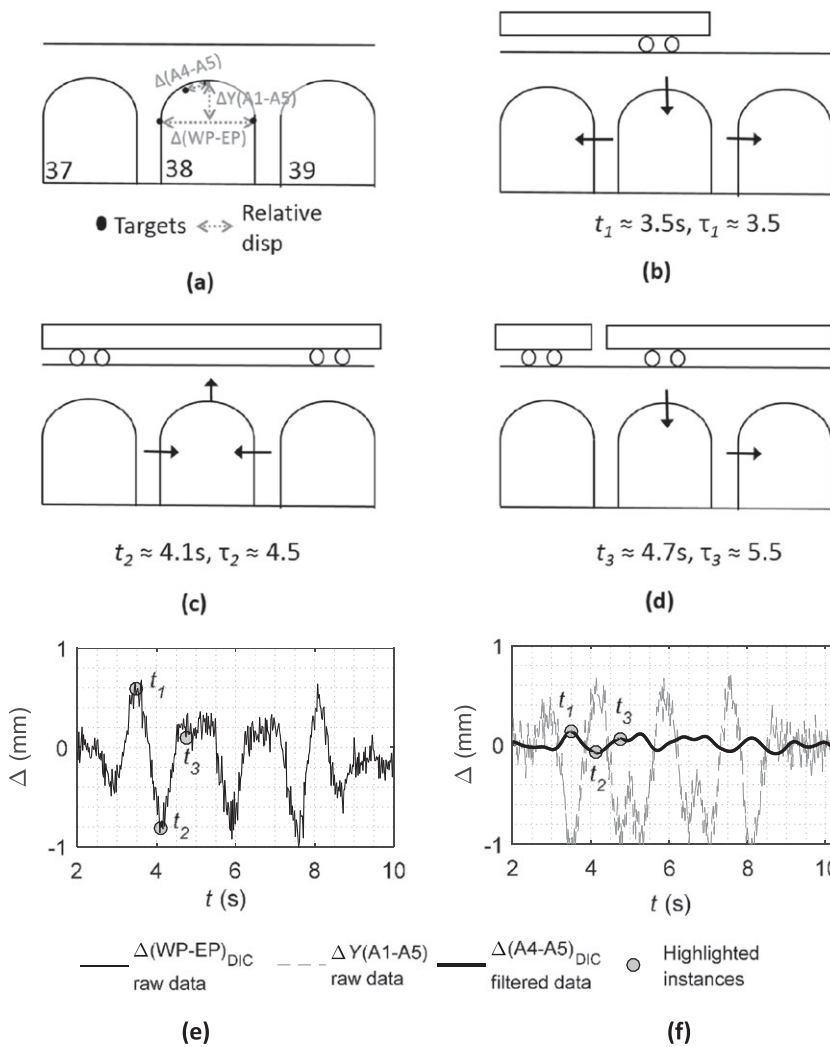 Δ(A4-A5)
ΔY(A1-A5)
Δ(WP-EP)
37
38
39
Targets
Relative
disp
(a)
t₁ ≈ 3.5s, τ₁ ≈ 3.5
(b)
t₂ ≈ 4.1s, τ₂ ≈ 4.5
(c)
t₃ ≈ 4.7s, τ₃ ≈ 5.5
(d)
1
0
-1
Δ (mm)
t₁
t₂
t₃
2
4
6
8
10
t (s)
1
0
-1
Δ (mm)
t₁
t₂
t₃
2
4
6
8
10
t (s)
Δ(WP-EP)DIC
raw data
ΔY(A1-A5)
raw data
Δ(A4-A5)DIC
filtered data
Highlighted
instances
(e)
(f)